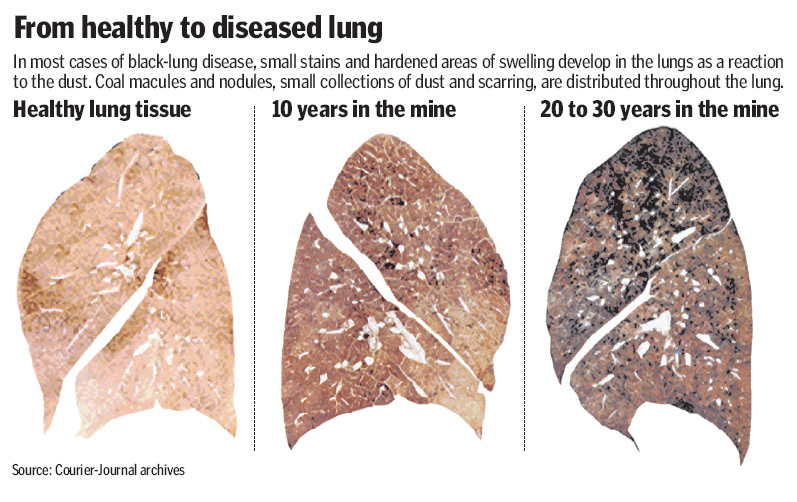 From healthy to diseased lung
In most cases of black-lung disease, small stains and hardened areas of swelling develop in the lungs as a reaction
to the dust. Coal macules and nodules, small collections of dust and scarring, are distributed throughout the lung.
Healthy lung tissue
10 years in the mine
20 to 30 years in the mine
Source: Courier-Journal archives